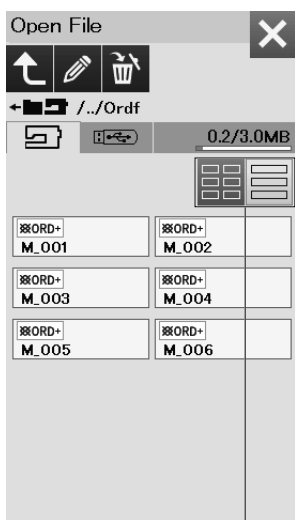 Open File
/../Ordf
0.2/3.0MB
ORD+ ORD+
M_001 M_002
ORD+ ORD+
M_003 M_004
ORD+ ORD+
M_005 M_006